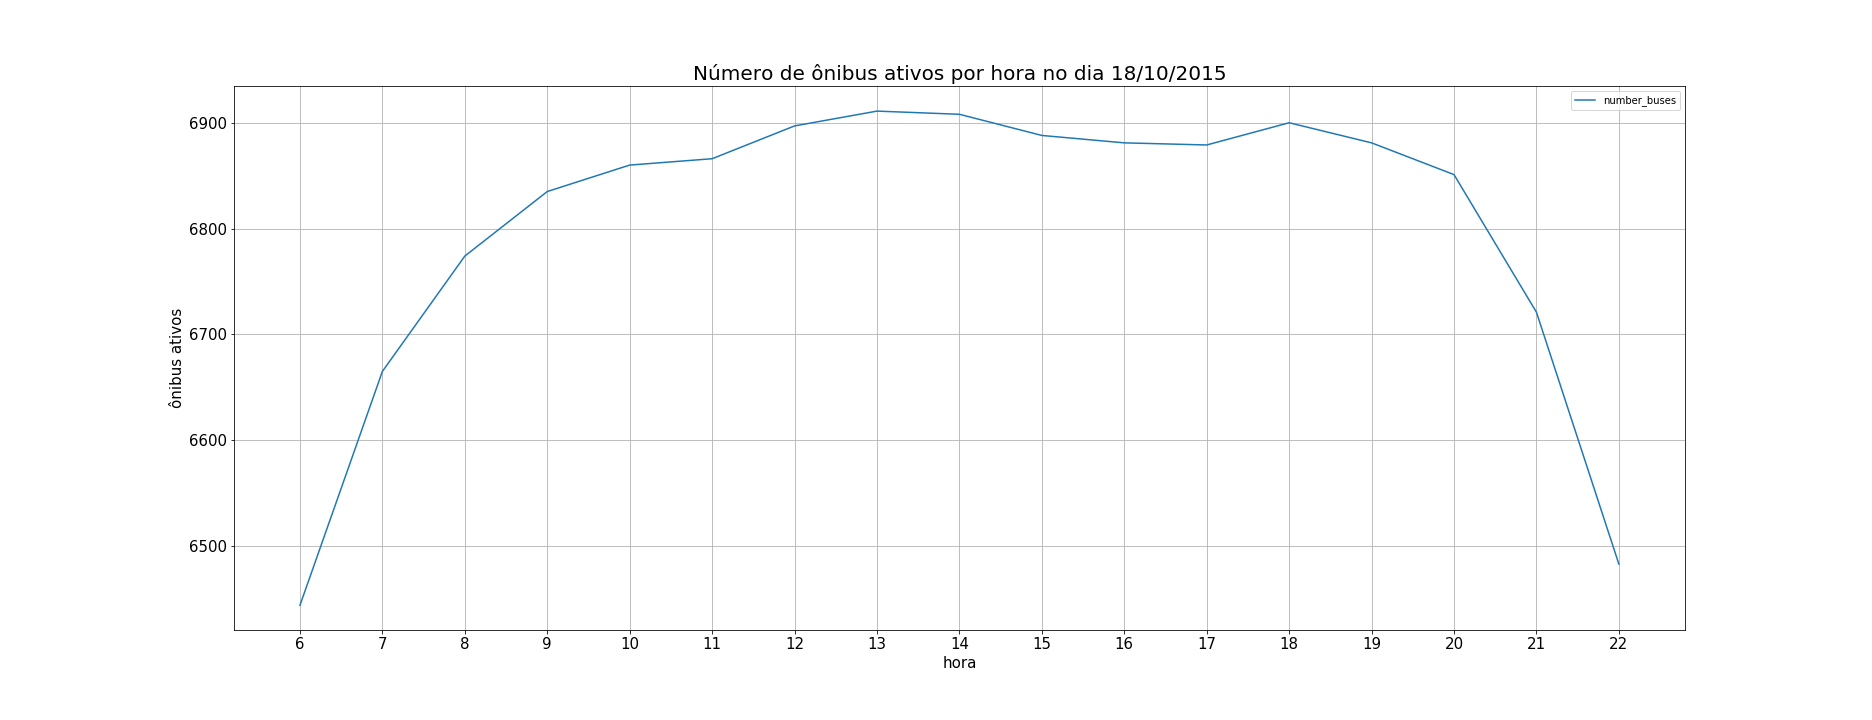 Número de ônibus ativos por hora no dia 18/10/2015
number_buses
6900
6800
6700
6600
6500
ônibus ativos
6 7 8 9 10 11 12 13 14 15 16 17 18 19 20 21 22
hora